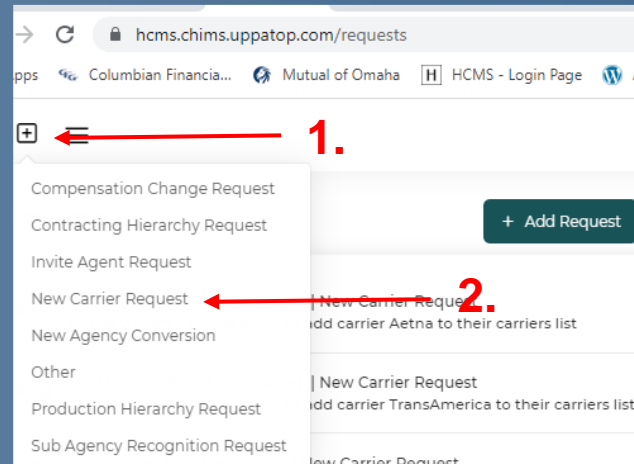 hcms.chims.uppatop.com/requests
pps Columbian Financia... Mutual of Omaha H HCMS - Login Page
1.
Compensation Change Request
Contracting Hierarchy Request
+ Add Request
Invite Agent Request
New Carrier Request
2.
| New Carrier Request
add carrier Aetna to their carriers list
New Agency Conversion
Other
| New Carrier Request
add carrier TransAmerica to their carriers list
Production Hierarchy Request
Sub Agency Recognition Request
New Carrier Request